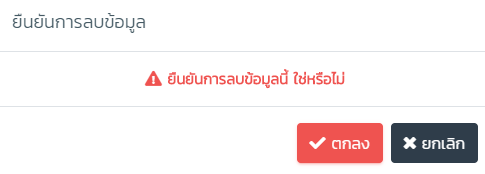 ยืนยันการลบข้อมูล
ยืนยันการลบข้อมูลนี้ ใช่หรือไม่
ตกลง
ยกเลิก